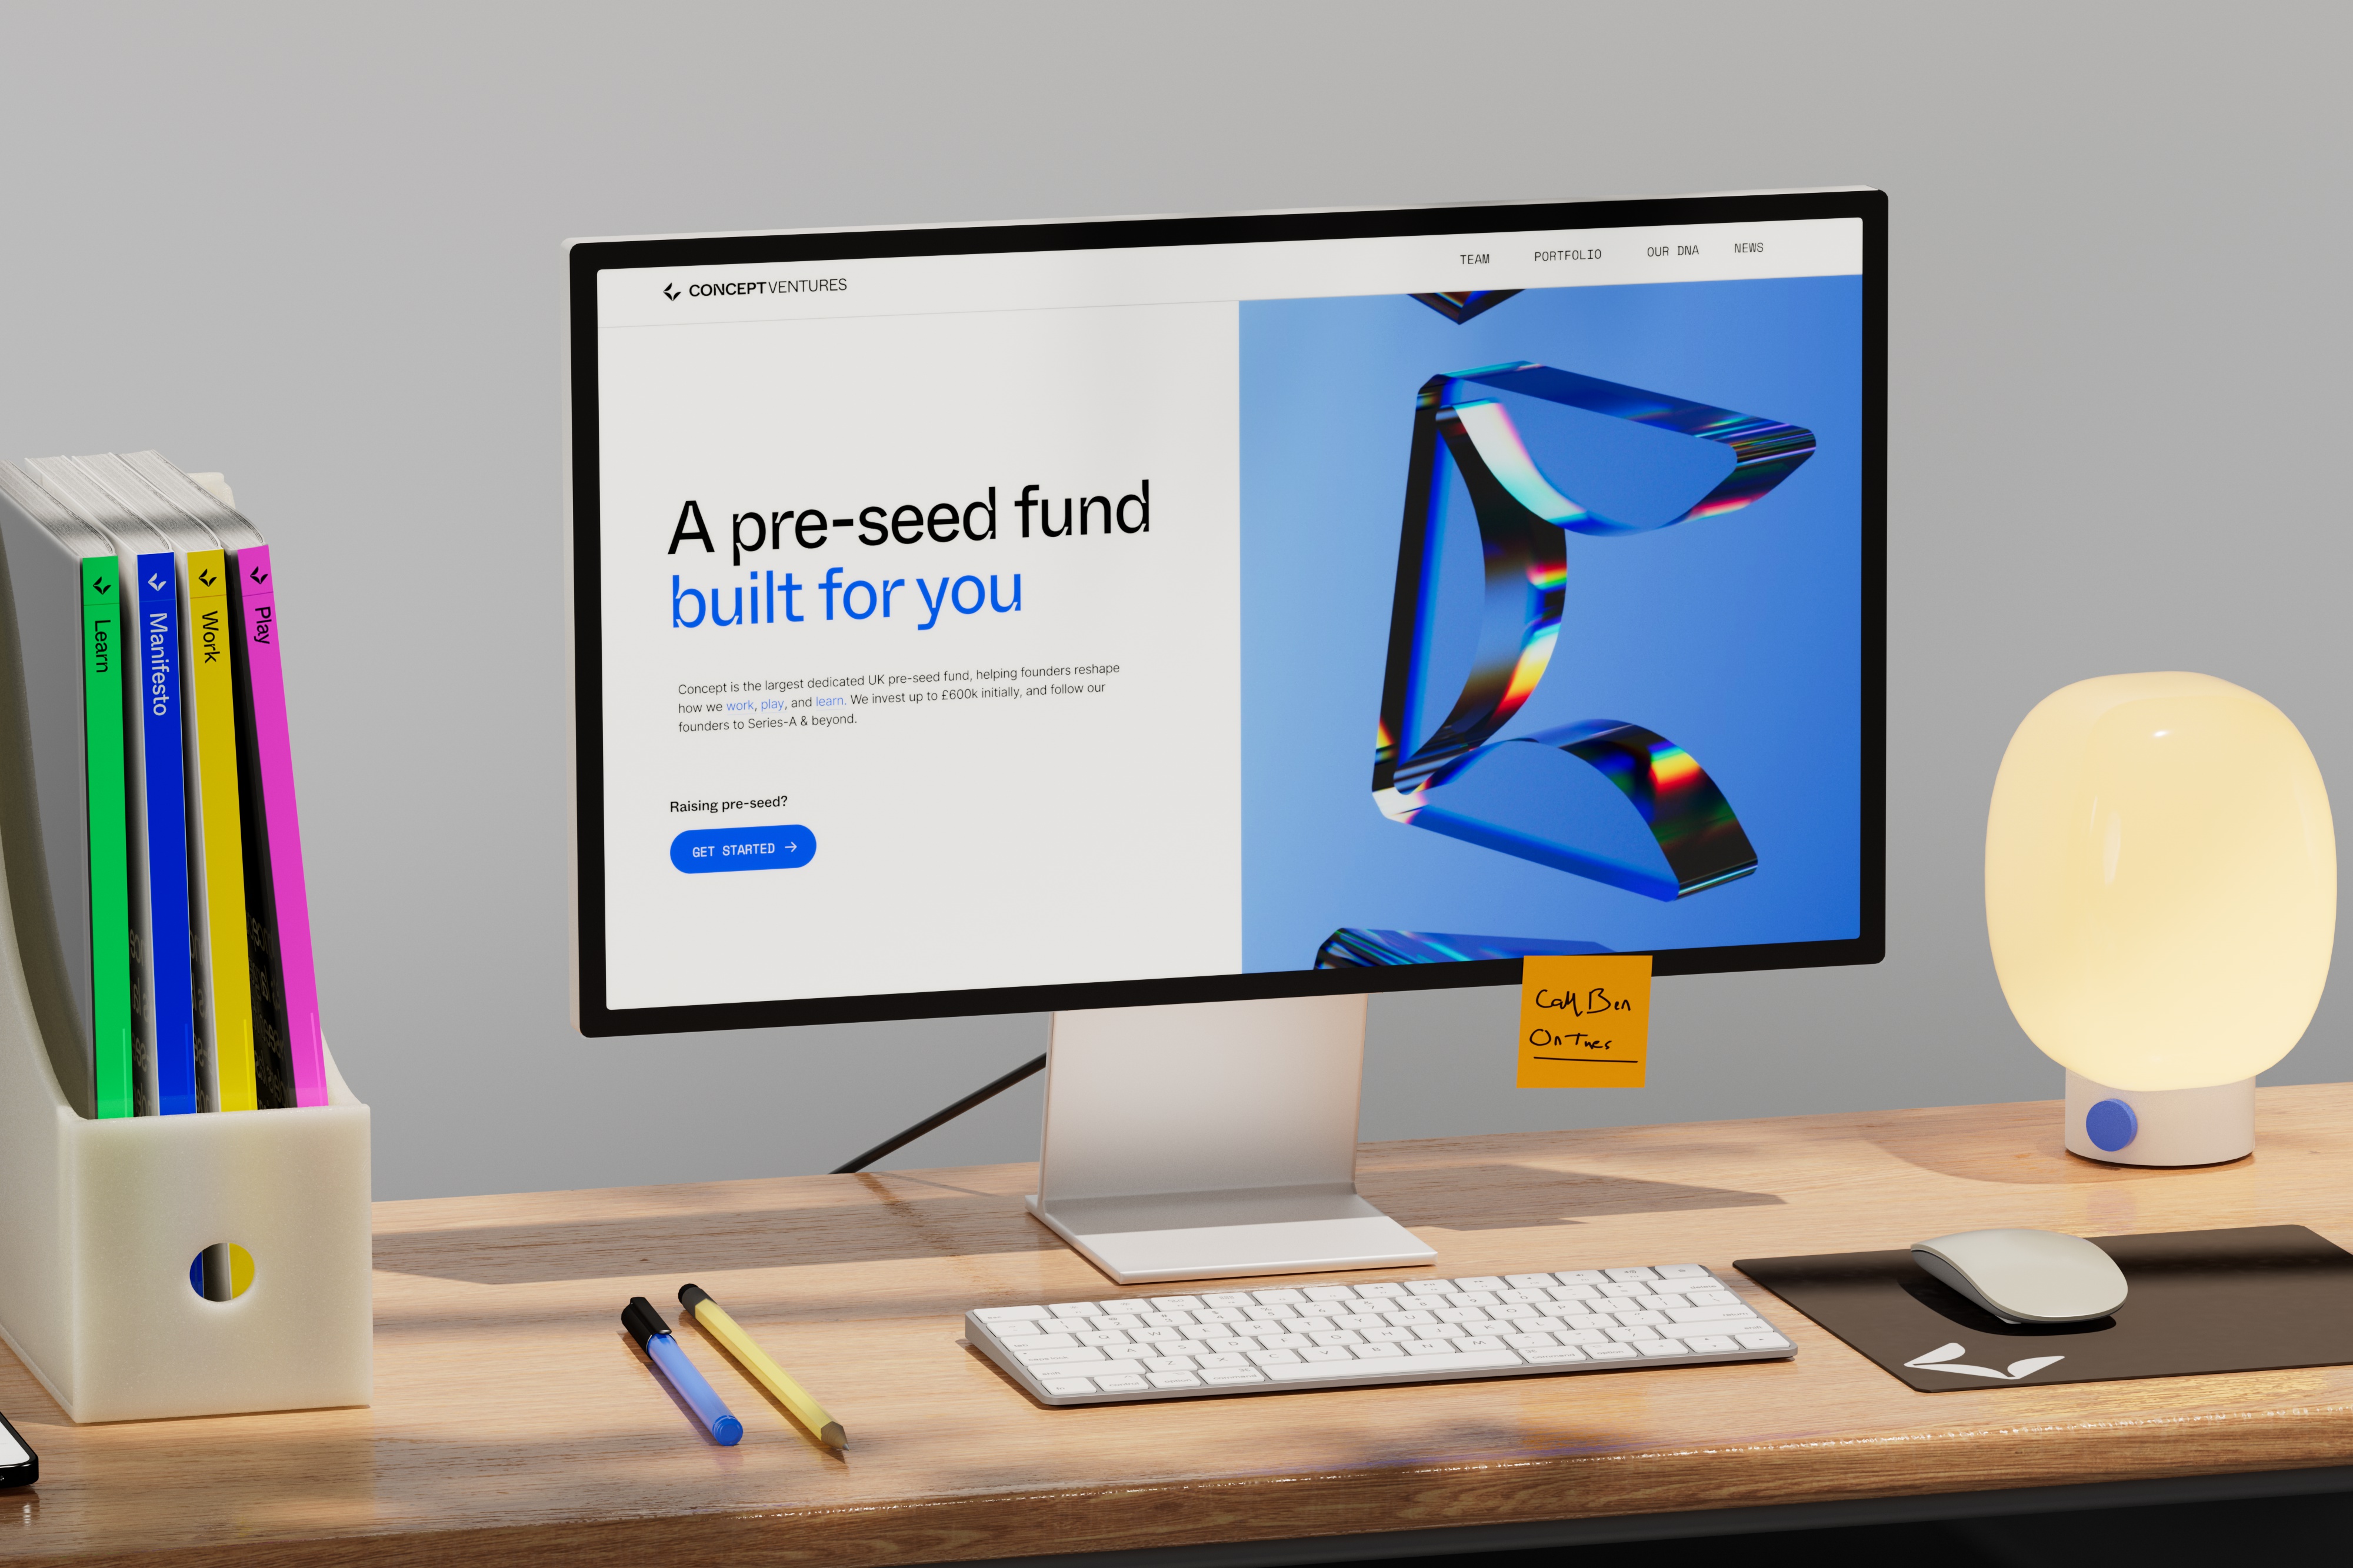 CONCEPTVENTURES
TEAM
PORTFOLIO
OUR DNA
NEWS
A pre-seed fund
built for you
Concept is the largest dedicated UK pre-seed fund, helping founders reshape
how we work, play, and learn. We invest up to £600k initially, and follow our
founders to Series-A & beyond.
Raising pre-seed?
GET STARTED →
Learn
Manifesto
Work
Play
Call Ben
On Tues